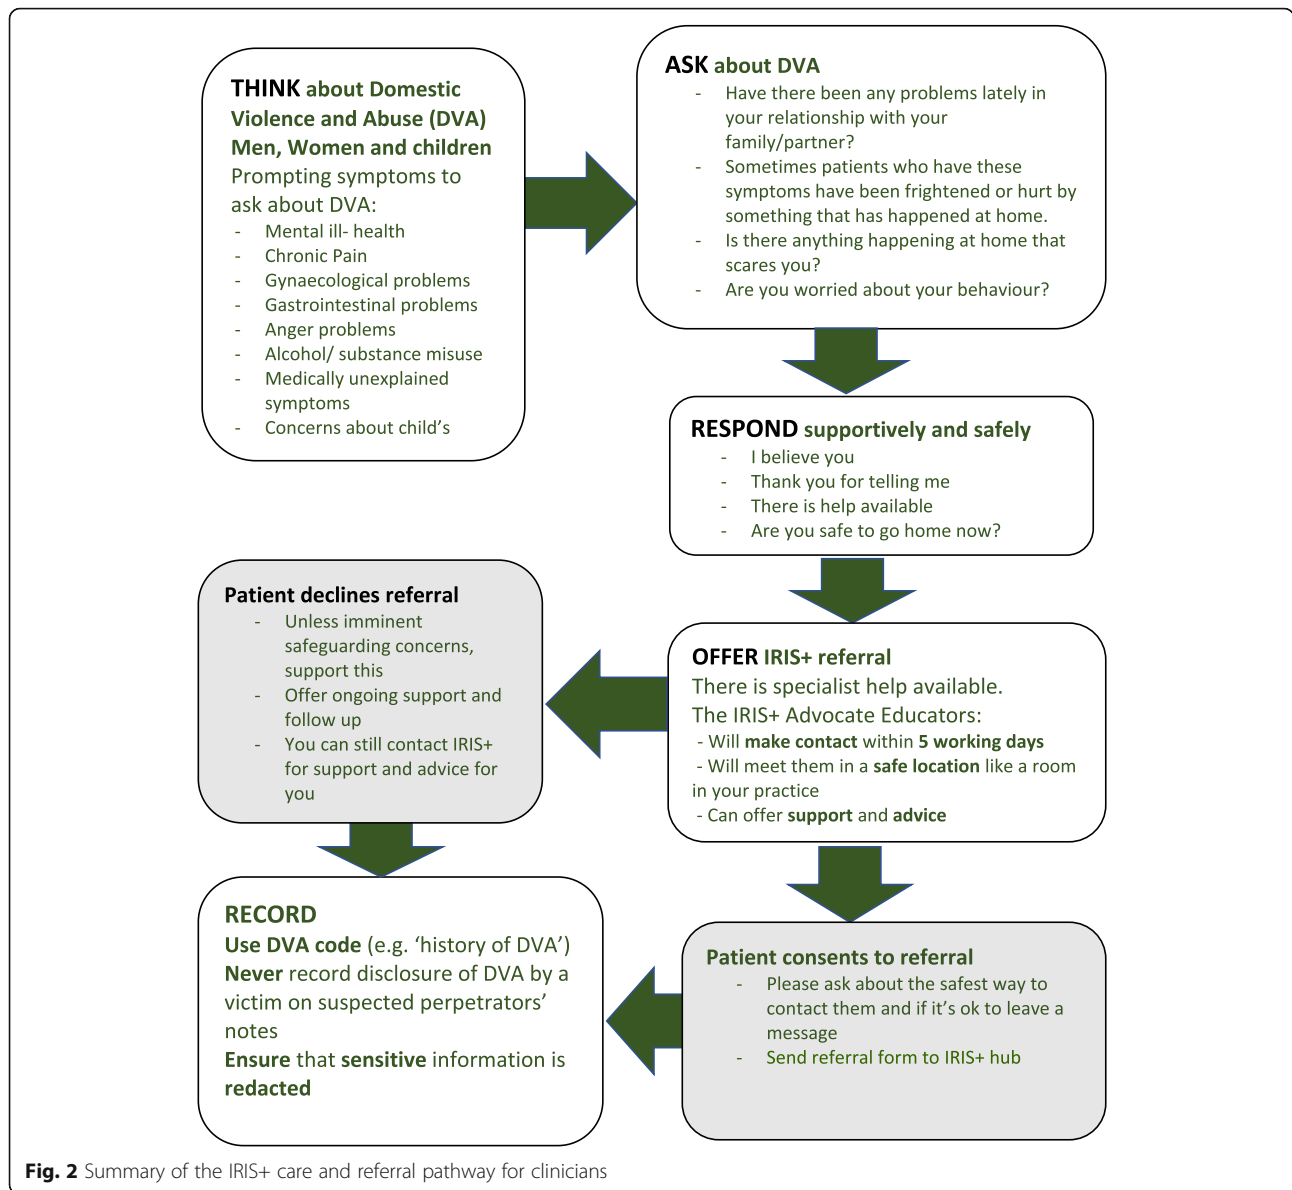 THINK about Domestic
Violence and Abuse (DVA)
Men, Women and children
Prompting symptoms to
ask about DVA:
- Mental ill- health
- Chronic Pain
- Gynaecological problems
- Gastrointestinal problems
- Anger problems
- Alcohol/ substance misuse
- Medically unexplained
symptoms
- Concerns about child's
ASK about DVA
- Have there been any problems lately in
your relationship with your
family/partner?
- Sometimes patients who have these
symptoms have been frightened or hurt by
something that has happened at home.
- Is there anything happening at home that
scares you?
- Are you worried about your behaviour?
RESPOND supportively and safely
- I believe you
- Thank you for telling me
- There is help available
- Are you safe to go home now?
OFFER IRIS+ referral
There is specialist help available.
The IRIS+ Advocate Educators:
- Will make contact within 5 working days
- Will meet them in a safe location like a room
in your practice
- Can offer support and advice
Patient declines referral
- Unless imminent
safeguarding concerns,
support this
- Offer ongoing support and
follow up
- You can still contact IRIS+
for support and advice for
you
Patient consents to referral
- Please ask about the safest way to
contact them and if it's ok to leave a
message
- Send referral form to IRIS+ hub
RECORD
Use DVA code (e.g. 'history of DVA')
Never record disclosure of DVA by a
victim on suspected perpetrators'
notes
Ensure that sensitive information is
redacted
Fig. 2 Summary of the IRIS+ care and referral pathway for clinicians